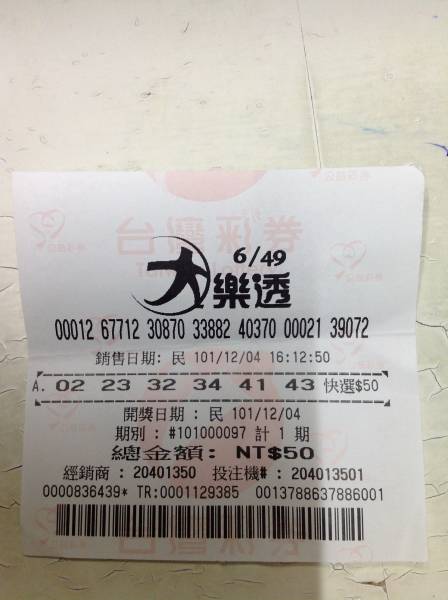 台灣彩券
6/49
大樂透
00012 67712 30870 33882 40370 00021 39072
銷售日期: 民 101/12/04 16:12:50
A. 02 23 32 34 41 43 快選$50
開獎日期 : 民 101/12/04
期別 : #101000097 計 1 期
總金額: NT$50
經銷商 : 20401350 投注機# : 204013501
0000836439* TR:0001129385 00137886378​86001